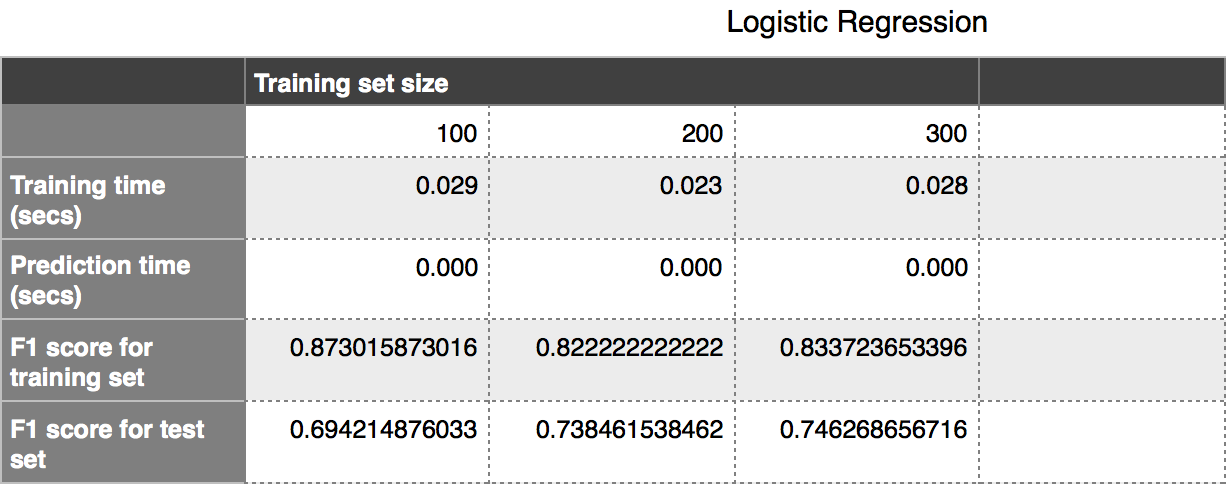 Logistic Regression
Training set size
100 200 300
Training time
(secs)
0.029 0.023 0.028
Prediction time
(secs)
0.000 0.000 0.000
F1 score for
training set
0.873015873016 0.822222222222 0.833723653396
F1 score for test
set
0.694214876033 0.738461538462 0.746268656716